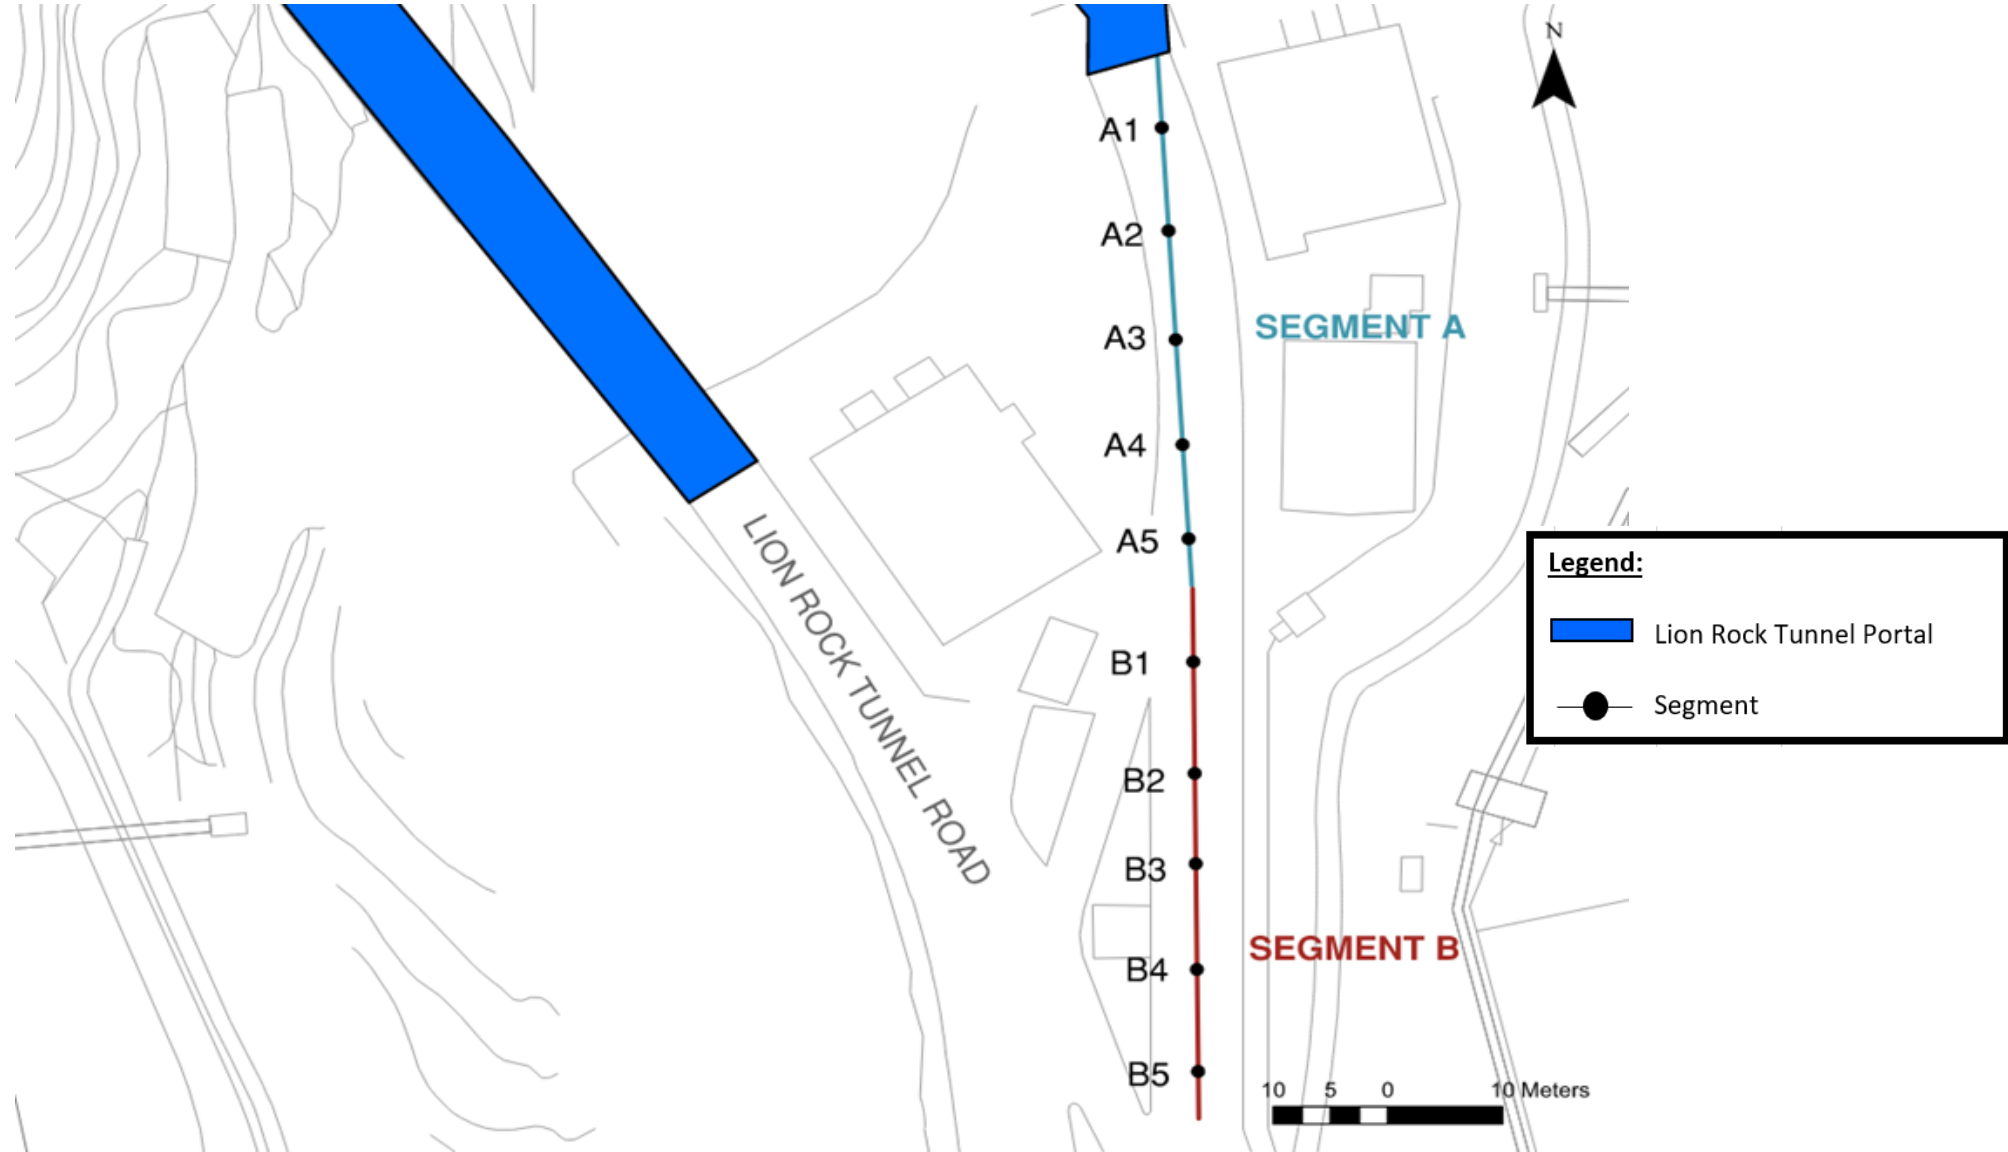 N
A1
A2
A3
SEGMENT A
A4
A5
LION ROCK TUNNEL ROAD
Legend:
Lion Rock Tunnel Portal
Segment
B1
B2
B3
SEGMENT B
B4
B5
10 5 0 10 Meters